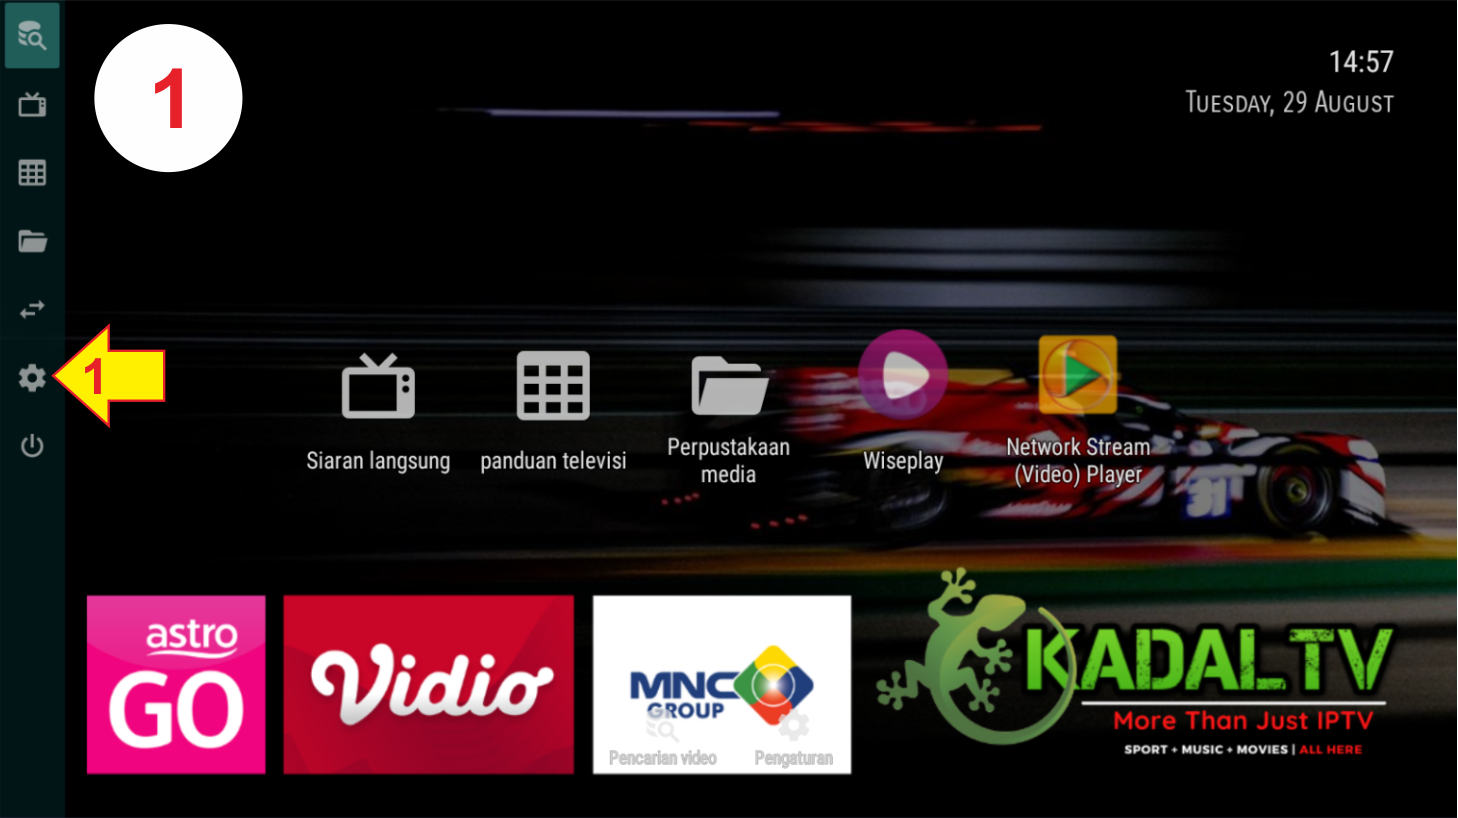 1
14:57
TUESDAY, 29 AUGUST
1
Siaran langsung
panduan televisi
Perpustakaan
media
Wiseplay
Network Stream
(Video) Player
31
astro
GO
Vidio
MNC
GROUP
Pencarian video
Pengaturan
KADALTV
More Than Just IPTV
SPORT + MUSIC + MOVIES | ALL HERE